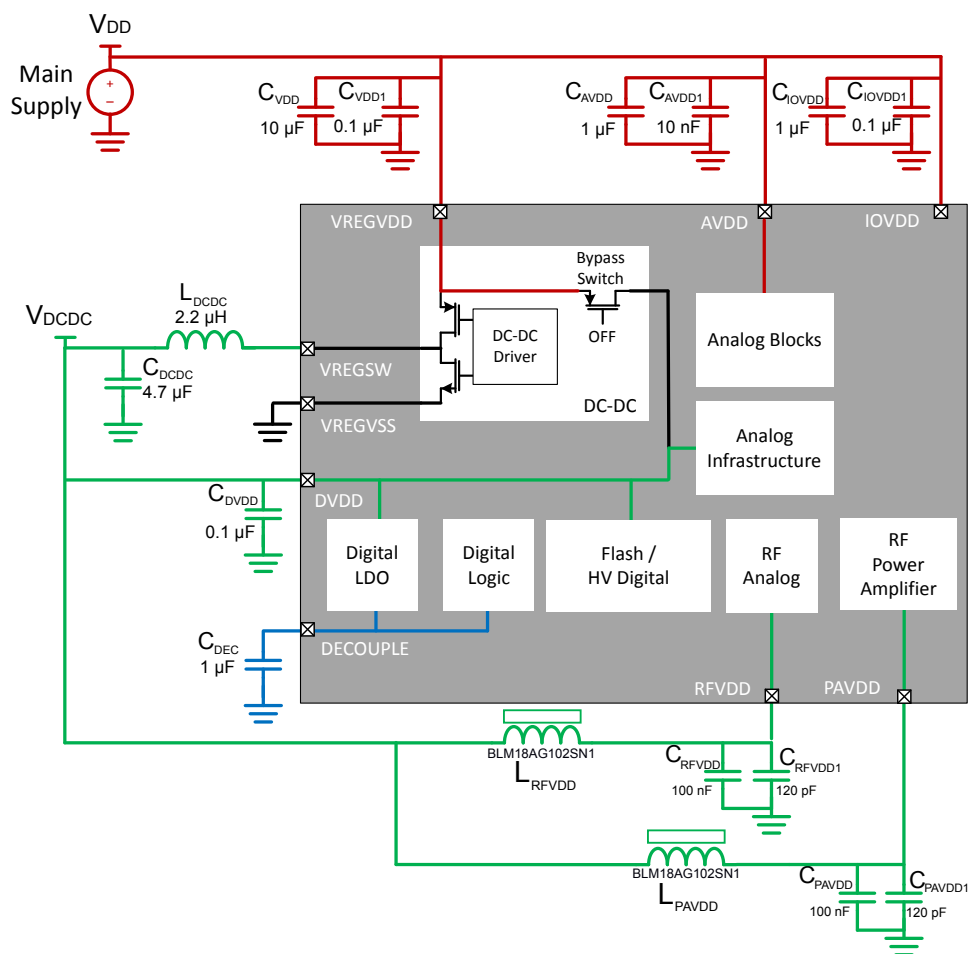 VDD
Main
Supply
+
−
CVDD
10 µF
CVDD1
0.1 µF
CAVDD
1 µF
CAVDD1
10 nF
CIOVDD
1 µF
CIOVDD1
0.1 µF
VREGVDD
AVDD
IOVDD
Bypass
Switch
OFF
DC-DC
Driver
DC-DC
Analog Blocks
VDCDC
LDCDC
2.2 µH
CDCDC
4.7 µF
VREGSW
VREGVSS
Analog
Infrastructure
CDVDD
0.1 µF
DVDD
Digital
LDO
Digital
Logic
Flash /
HV Digital
RF
Analog
RF
Power
Amplifier
CDEC
1 µF
DECOUPLE
RFVDD
PAVDD
BLM18AG102SN1
LRFVDD
CRFVDD
100 nF
CRFVDD1
120 pF
BLM18AG102SN1
LPAVDD
CPAVDD
100 nF
CPAVDD1
120 pF